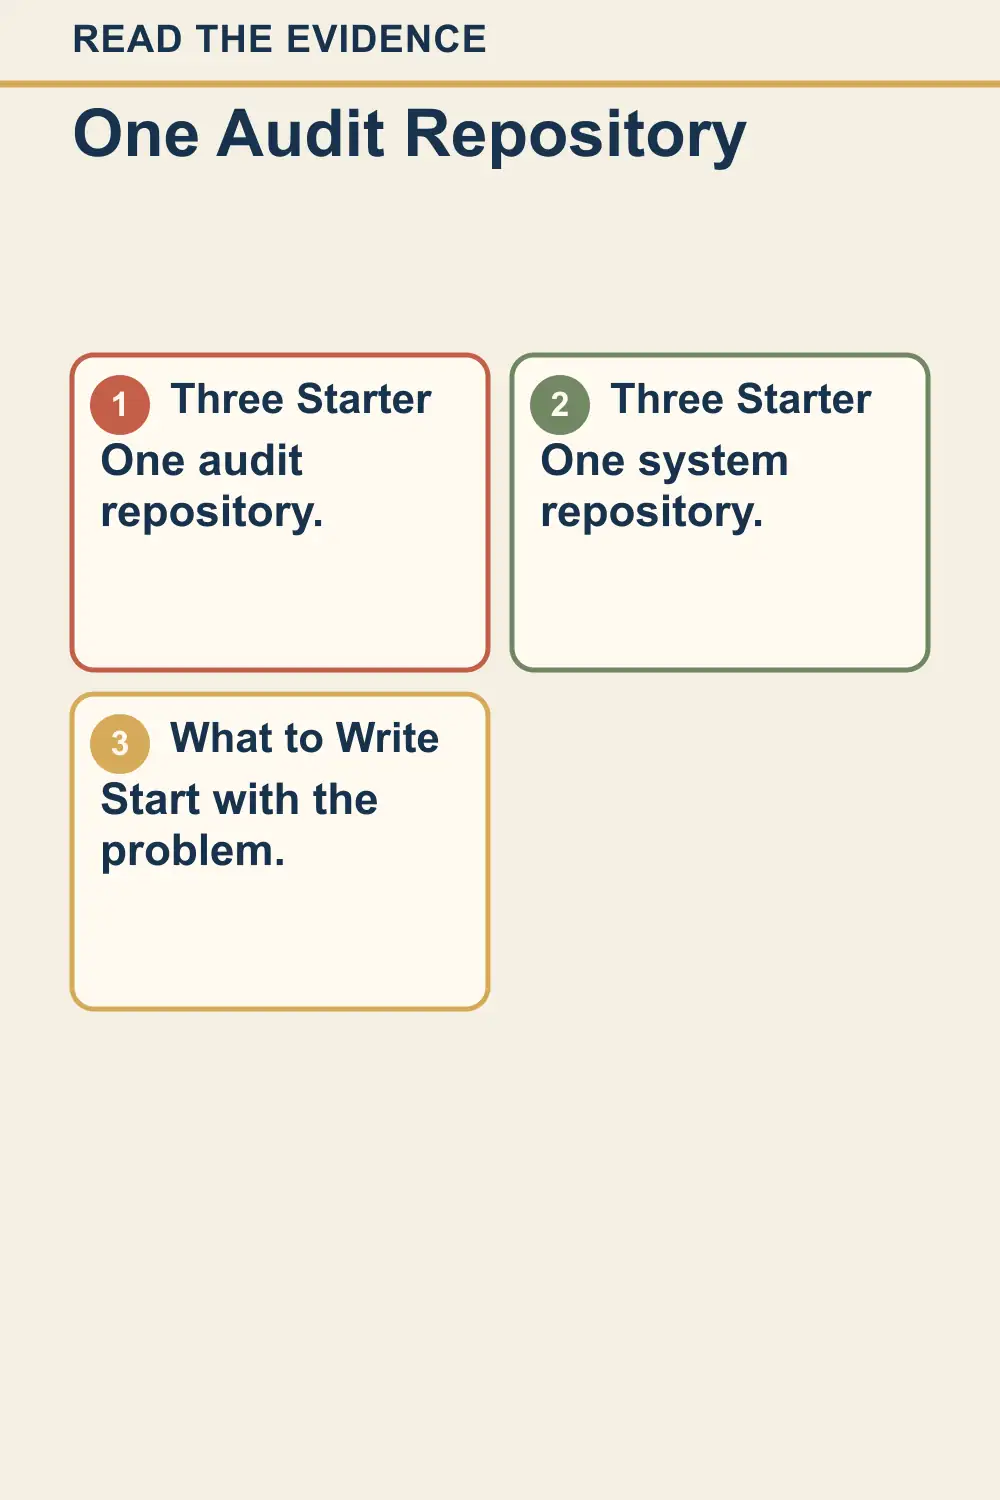 READ THE EVIDENCE
One Audit Repository
1 Three Starter
One audit
repository.
2 Three Starter
One system
repository.
3 What to Write
Start with the
problem.